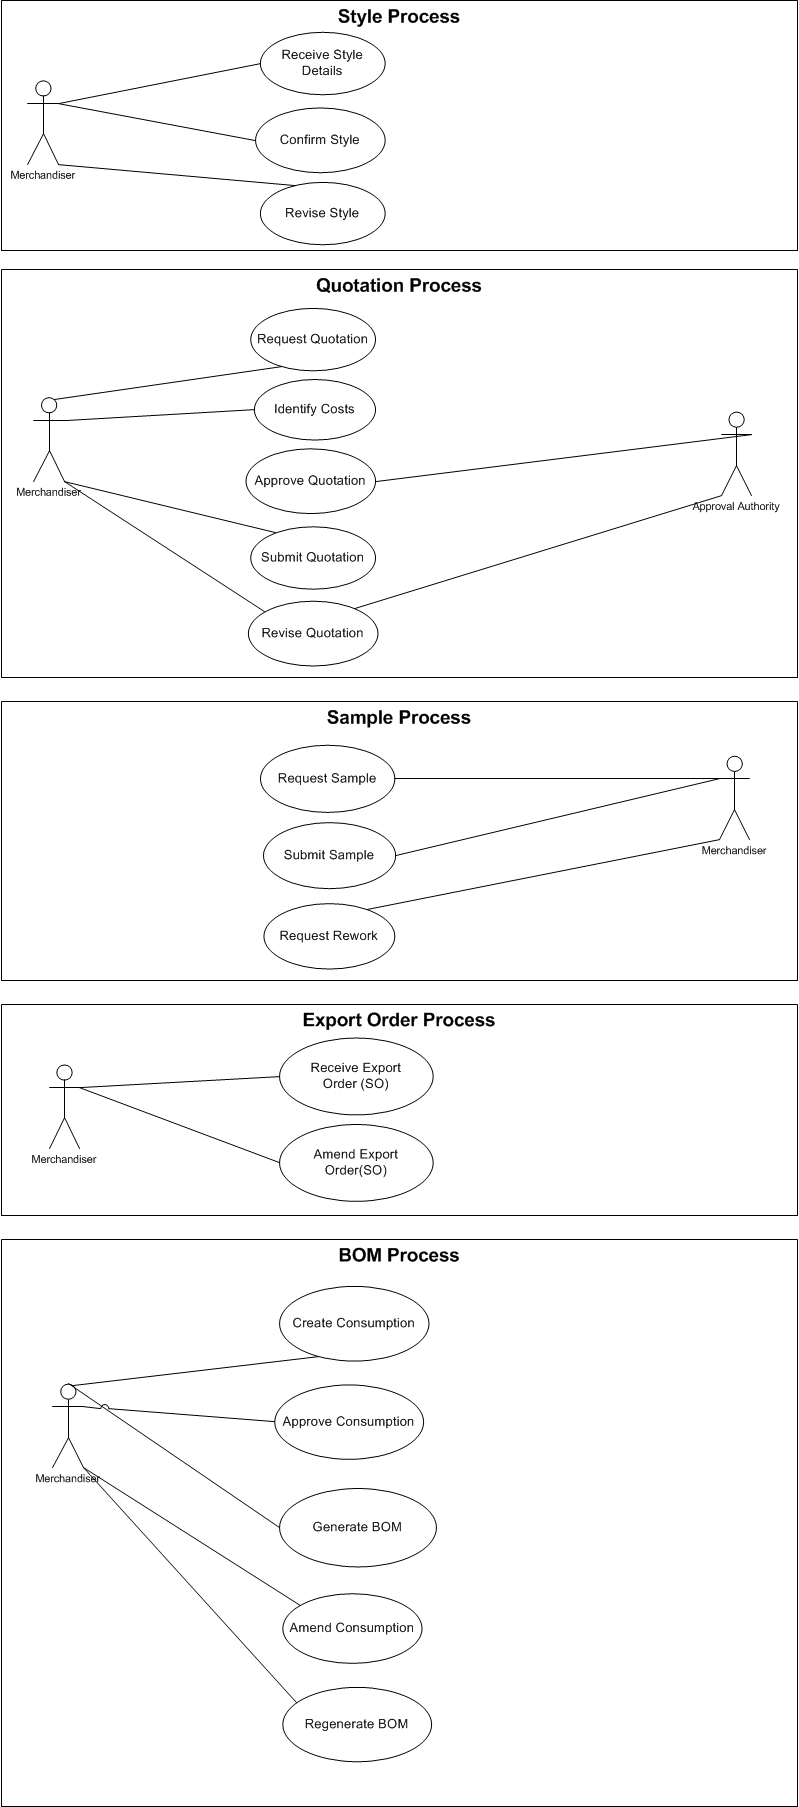 Style Process
Receive Style
Details
Confirm Style
Merchandiser
Revise Style
Quotation Process
Request Quotation
Identify Costs
Approve Quotation
Merchandiser
Approval Authority
Submit Quotation
Revise Quotation
Sample Process
Request Sample
Submit Sample
Merchandiser
Request Rework
Export Order Process
Receive Export
Order (SO)
Merchandiser
Amend Export
Order(SO)
BOM Process
Create Consumption
Approve Consumption
Merchandiser
Generate BOM
Amend Consumption
Regenerate BOM